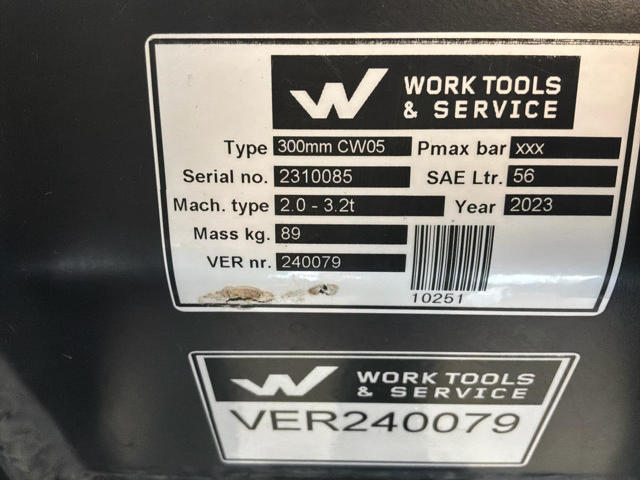 WORK TOOLS
& SERVICE
Type 300mm CW05 Pmax bar xxx
Serial no. 2310085 SAE Ltr. 56
Mach. type 2.0 - 3.2t Year 2023
Mass kg. 89
VER nr. 240079
10251
WORK TOOLS
& SERVICE
VER240079